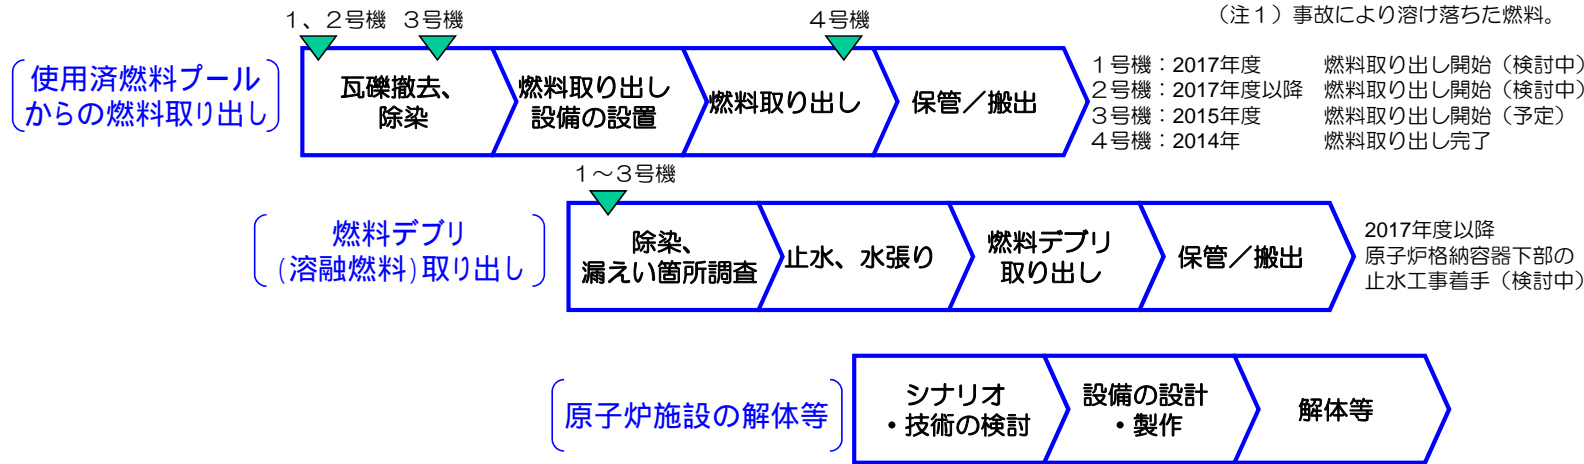 （注１）事故により溶け落ちた燃料。
１、２号機
３号機
４号機
使用済燃料プール
からの燃料取り出し
瓦礫撤去、
除染
燃料取り出し
設備の設置
燃料取り出し
保管／搬出
１号機：2017年度　燃料取り出し開始（検討中）
２号機：2017年度以降　燃料取り出し開始（検討中）
３号機：2015年度　燃料取り出し開始（予定）
４号機：2014年　燃料取り出し完了
１～３号機
燃料デブリ
(溶融燃料)取り出し
除染、
漏えい箇所調査
止水、水張り
燃料デブリ
取り出し
保管／搬出
2017年度以降
原子炉格納容器下部の
止水工事着手（検討中）
原子炉施設の解体等
シナリオ
・技術の検討
設備の設計
・製作
解体等